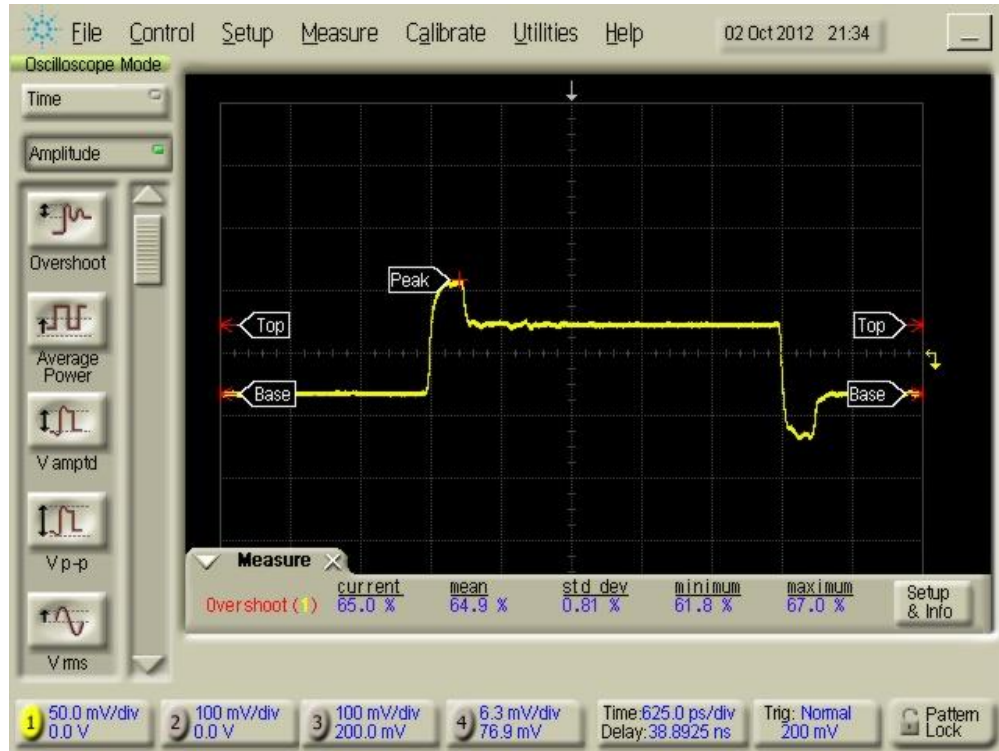 File Control Setup Measure Calibrate Utilities Help 02 Oct 2012 21:34
Oscilloscope Mode
Time
Amplitude
Overshoot
Average
Power
V amptd
V p-p
V rms
Peak
Top
Top
Base
Base
Measure
current mean std dev minimum maximum
Overshoot (1) 65.0 % 64.9 % 0.81 % 61.8 % 67.0 %
Setup
& Info
1 50.0 mV/div
0.0 V
2 100 mV/div
0.0 V
3 100 mV/div
200.0 mV
4 6.3 mV/div
76.9 mV
Time:625.0 ps/div
Delay:38.8925 ns
Trig: Normal
200 mV
Pattern
Lock